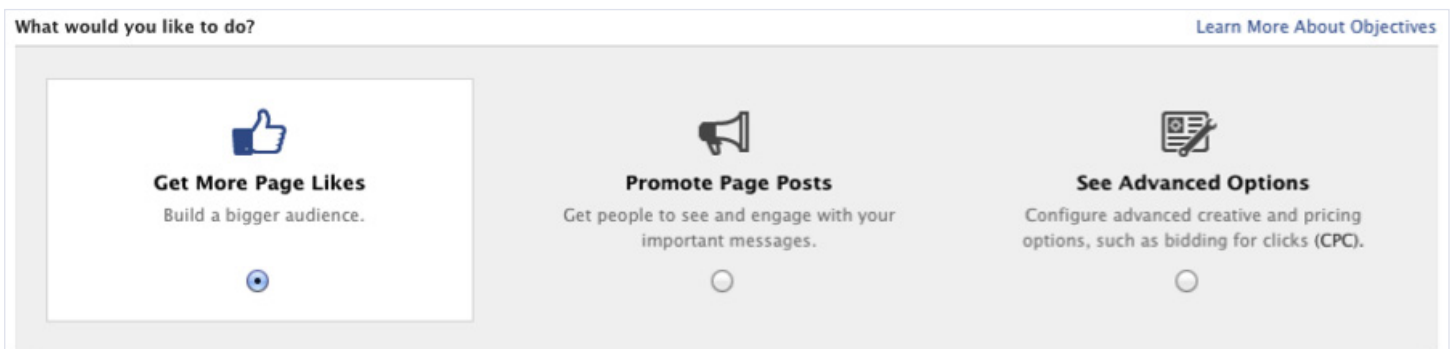 What would you like to do?
Learn More About Objectives
Get More Page Likes
Build a bigger audience.
Promote Page Posts
Get people to see and engage with your
important messages.
See Advanced Options
Configure advanced creative and pricing
options, such as bidding for clicks (CPC).